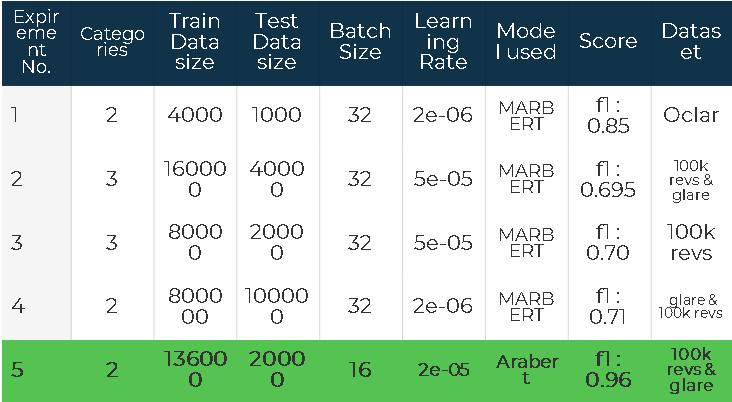 Expir
eme
nt
No.
Catego
ries
Train
Data
size
Test
Data
size
Batch
Size
Learn
ing
Rate
Mode
l used
Score
Datas
et
1
2
4000
1000
32
2e-06
MARB
ERT
f1 :
0.85
Oclar
2
3
16000
0
4000
0
32
5e-05
MARB
ERT
f1 :
0.695
100k
revs &
glare
3
3
8000
0
2000
0
32
5e-05
MARB
ERT
f1 :
0.70
100k
revs
4
2
8000
00
10000
0
32
2e-06
MARB
ERT
f1 :
0.71
glare &
100k revs
5
2
13600
0
2000
0
16
2e-05
Araber
t
f1 :
0.96
100k
revs &
glare